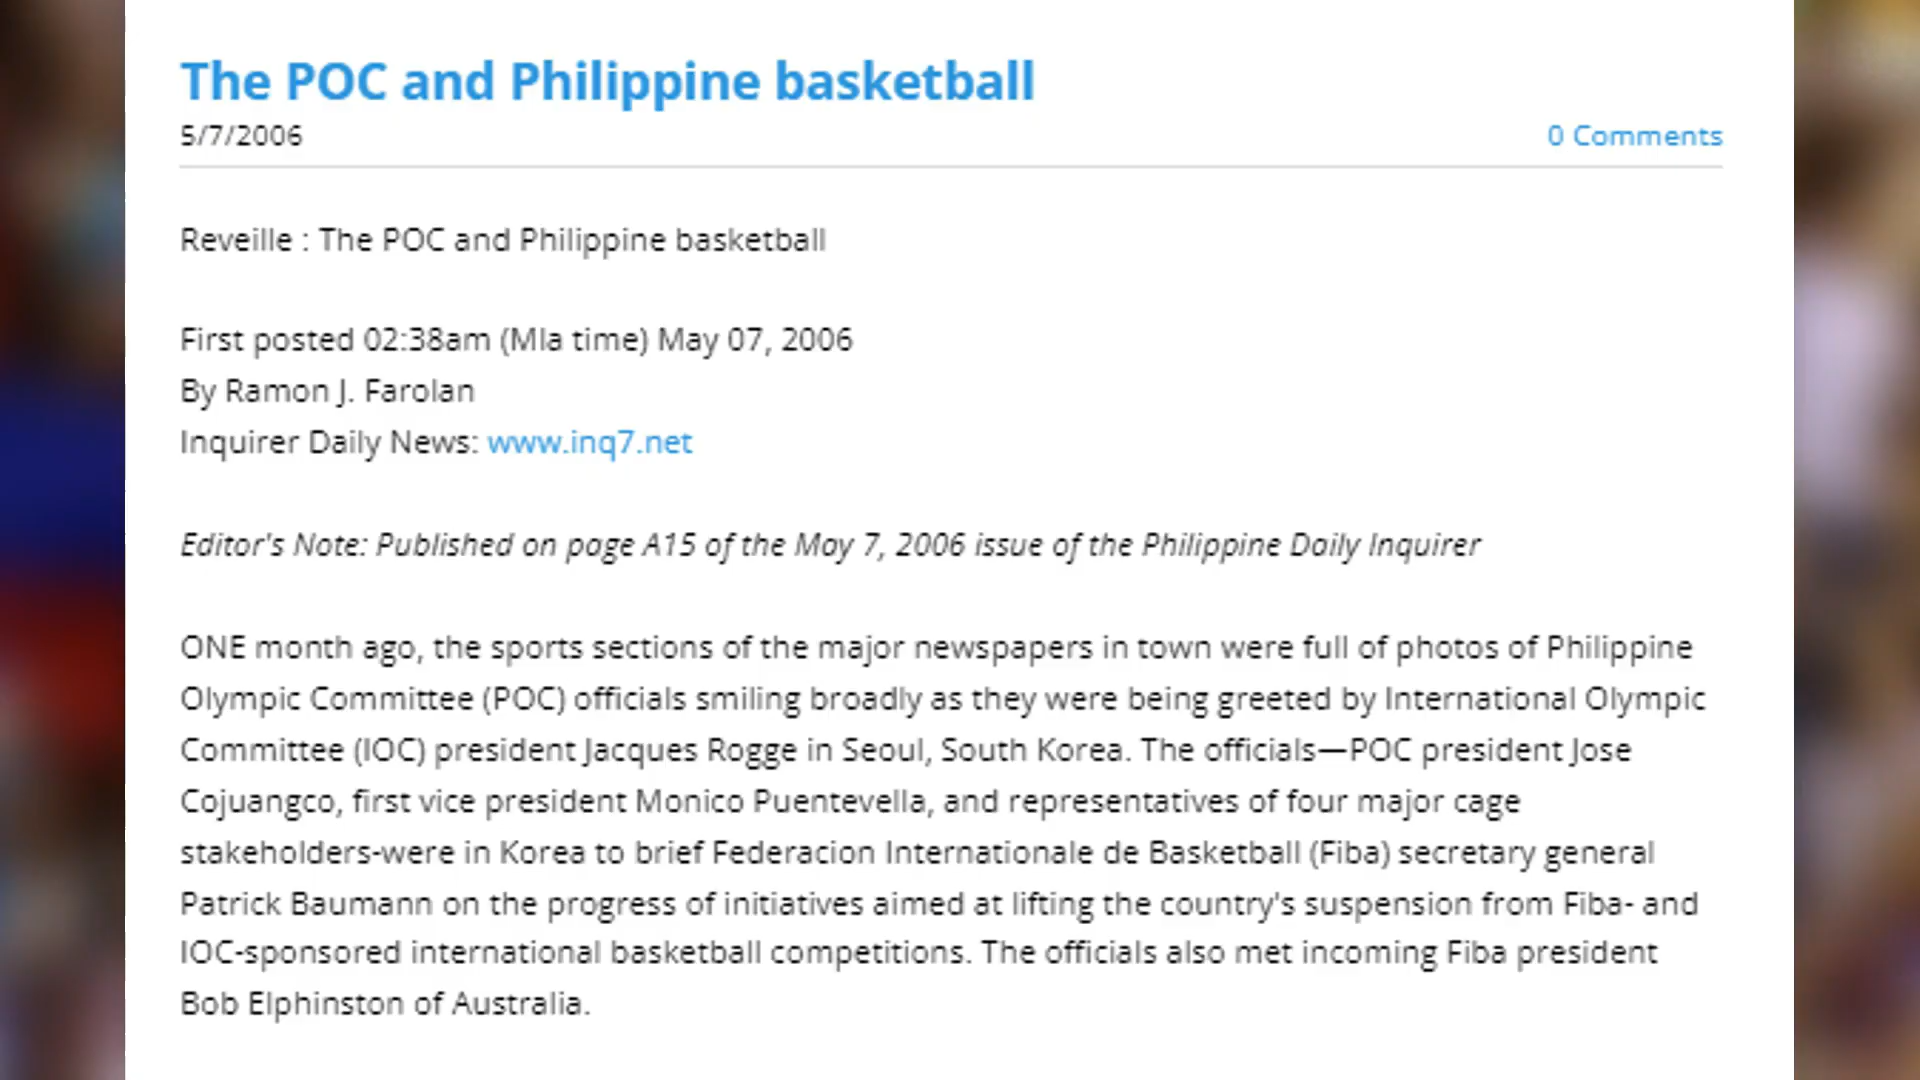 The POC and Philippine basketball
5/7/2006
0 Comments
Reveille : The POC and Philippine basketball
First posted 02:38am (Mla time) May 07, 2006
By Ramon J. Farolan
Inquirer Daily News: www.inq7.net
Editor's Note: Published on page A15 of the May 7, 2006 issue of the Philippine Daily Inquirer
ONE month ago, the sports sections of the major newspapers in town were full of photos of Philippine
Olympic Committee (POC) officials smiling broadly as they were being greeted by International Olympic
Committee (IOC) president Jacques Rogge in Seoul, South Korea. The officials—POC president Jose
Cojuangco, first vice president Monico Puentevella, and representatives of four major cage
stakeholders-were in Korea to brief Federacion Internationale de Basketball (Fiba) secretary general
Patrick Baumann on the progress of initiatives aimed at lifting the country's suspension from Fiba- and
IOC-sponsored international basketball competitions. The officials also met incoming Fiba president
Bob Elphinston of Australia.